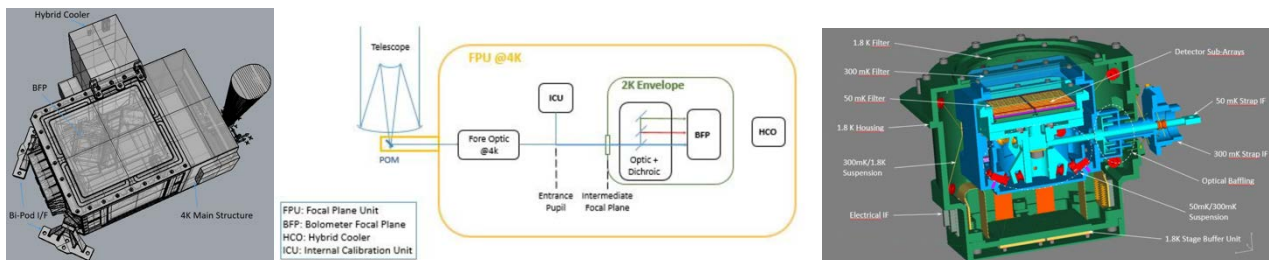 Hybrid Cooler
BFP
Bi-Pod I/F
4K Main Structure
Telescope
FPU @4K
2K Envelope
ICU
HCO
BFP
Fore Optic
@4k
POM
Optic +
Dichroic
Entrance
Pupil
Intermediate
Focal Plane
FPU: Focal Plane Unit
BFP: Bolometer Focal Plane
HCO: Hybrid Cooler
ICU: Internal Calibration Unit
1.8 K Filter
300 mK Filter
50 mK Filter
1.8 K Housing
300mK/1.8K
Suspension
Electrical IF
Detector
Sub-Arrays
50 mK Strap IF
300 mK Strap IF
Optical Baffling
50mK/300mK
Suspension
1.8K Stage Buffer Unit